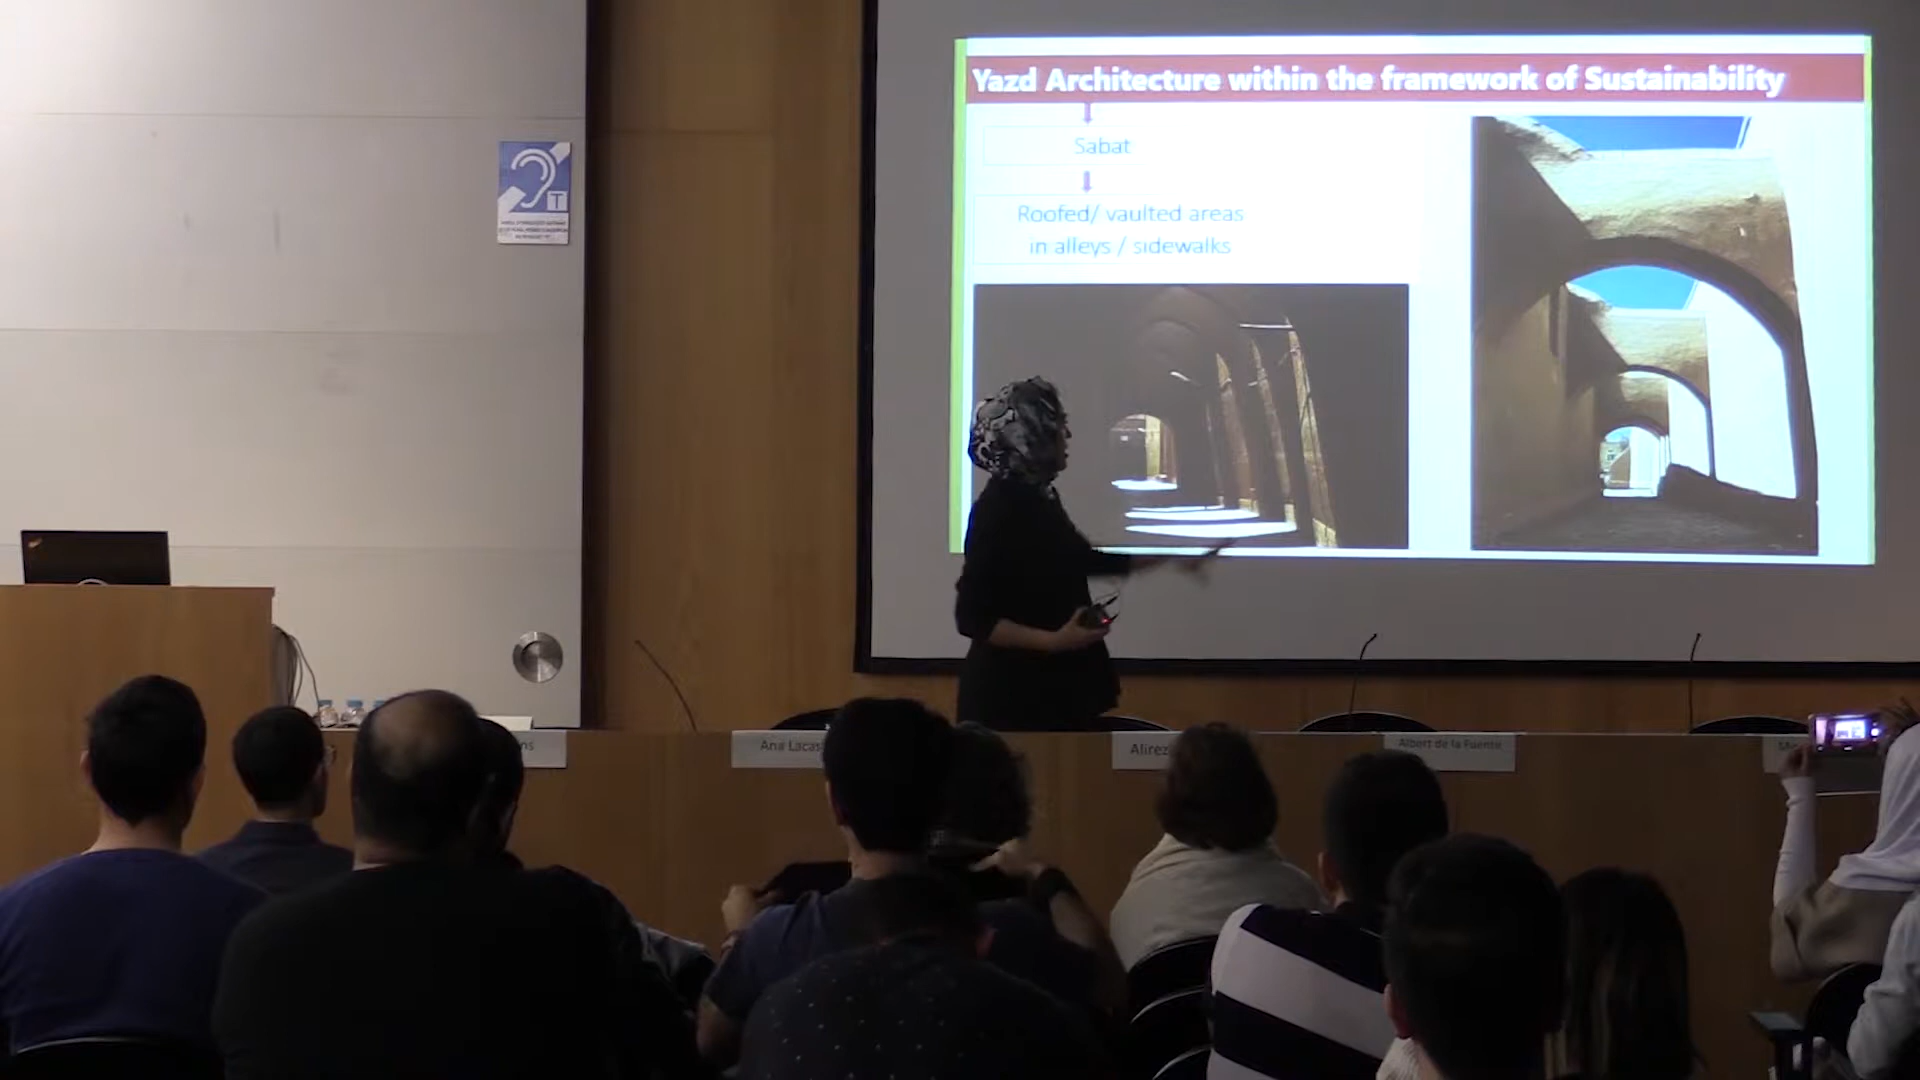 Yazd Architecture within the framework of Sustainability
Sabat
Roofed/ vaulted areas
in alleys / sidewalks
T
Ana Lacas
Alirez
Albert de la Fuente